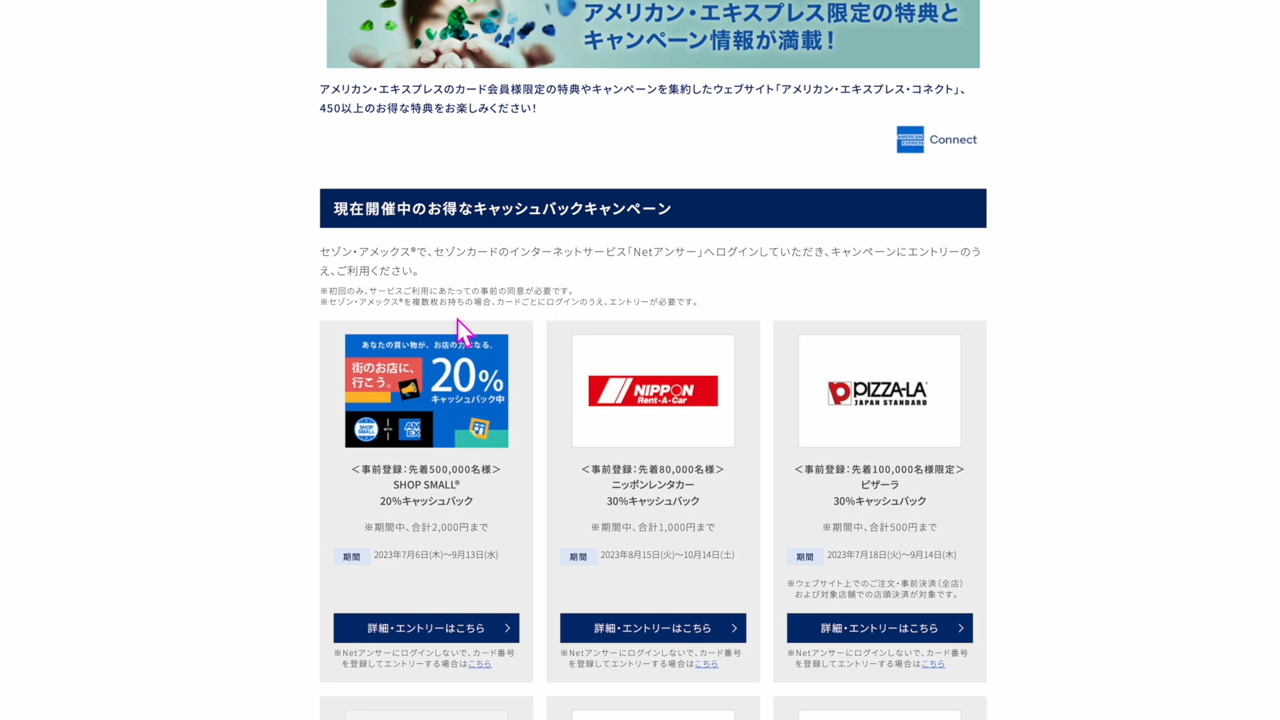 アメリカン・エキスプレス限定の特典と
キャンペーン情報が満載！
アメリカン・エキスプレスのカード会員様限定の特典やキャンペーンを集約したウェブサイト「アメリカン・エキスプレス・コネクト」、
450以上のお得な特典をお楽しみください！
AMERICAN
EXPRESS
Connect
現在開催中のお得なキャッシュバックキャンペーン
セゾン・アメックス®で、セゾンカードのインターネットサービス「Netアンサー」へログインしていただき、キャンペーンにエントリーのう
え、ご利用ください。
※初回のみ、サービスご利用にあたっての事前の同意が必要です。
※セゾン・アメックス®を複数枚お持ちの場合、カードごとにログインのうえ、エントリーが必要です。
あなたの買い物が、お店の力になる。
街のお店に、
行こう。
20%
キャッシュバック中
SHOP
SMALL
WITH
AM
EX
＜事前登録：先着500,000名様＞
SHOP SMALL®
20%キャッシュバック
※期間中、合計2,000円まで
期間 2023年7月6日(木)～9月13日(水)
詳細・エントリーはこちら
※Netアンサーにログインしないで、カード番号
を登録してエントリーする場合はこちら
NIPPON
Rent-A-Car
＜事前登録：先着80,000名様＞
ニッポンレンタカー
30%キャッシュバック
※期間中、合計1,000円まで
期間 2023年8月15日(火)～10月14日(土)
詳細・エントリーはこちら
※Netアンサーにログインしないで、カード番号
を登録してエントリーする場合はこちら
PIZZA-LA
JAPAN STANDARD
＜事前登録：先着100,000名様限定＞
ピザーラ
30%キャッシュバック
※期間中、合計500円まで
期間 2023年7月18日(火)～9月14日(木)
※ウェブサイト上でのご注文・事前決済（全店）
および対象店舗での店頭決済が対象です。
詳細・エントリーはこちら
※Netアンサーにログインしないで、カード番号
を登録してエントリーする場合はこちら